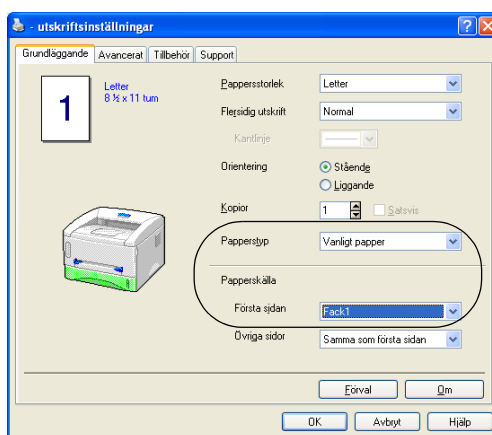 - utskriftsinställningar
Grundläggande Avancerat Tillbehör Support
1
Letter
8 ½ x 11 tum
Pappersstorlek Letter
Flersidig utskrift Normal
Kantlinje
Orientering Stående
Liggande
Kopior 1 Satsvis
Papperstyp Vanligt papper
Papperskälla
Första sidan Fack1
Övriga sidor Samma som första sidan
Förval Om
OK Avbryt Hjälp